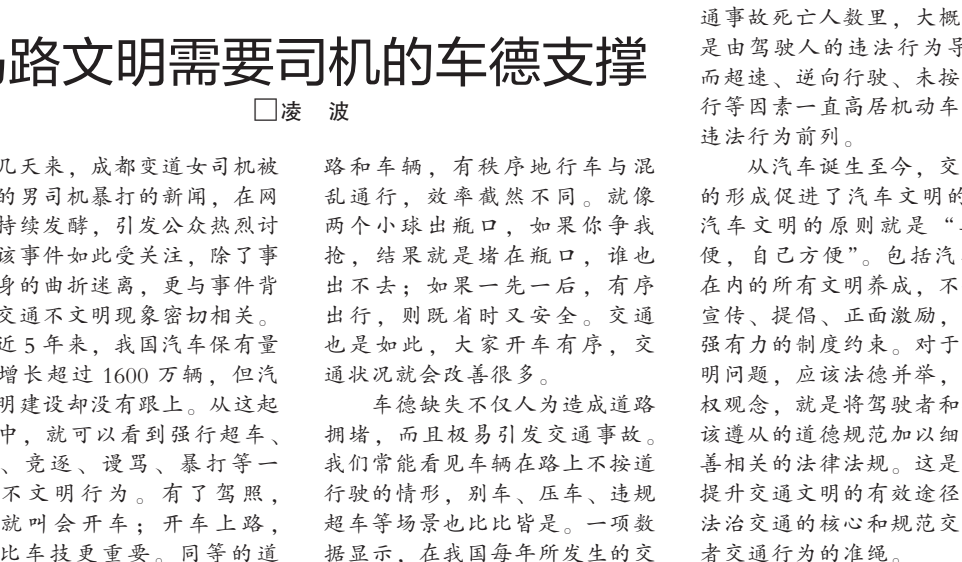 路文明需要司机的车德支撑
□凌 波
几天来，成都变道女司机被
的男司机暴打的新闻，在网
持续发酵，引发公众热烈讨
该事件如此受关注，除了事
身的曲折迷离，更与事件背
交通不文明现象密切相关。
近 5 年来，我国汽车保有量
增长超过 1600 万辆，但汽
明建设却没有跟上。从这起
中，就可以看到强行超车、
、竞逐、谩骂、暴打等一
不文明行为。有了驾照，
就叫会开车；开车上路，
比车技更重要。同等的道
路和车辆，有秩序地行车与混
乱通行，效率截然不同。就像
两个小球出瓶口，如果你争我
抢，结果就是堵在瓶口，谁也
出不去；如果一先一后，有序
出行，则既省时又安全。交通
也是如此，大家开车有序，交
通状况就会改善很多。
车德缺失不仅人为造成道路
拥堵，而且极易引发交通事故。
我们常能看见车辆在路上不按道
行驶的情形，别车、压车、违规
超车等场景也比比皆是。一项数
据显示，在我国每年所发生的交
通事故死亡人数里，大概
是由驾驶人的违法行为导
而超速、逆向行驶、未按
行等因素一直高居机动车
违法行为前列。
从汽车诞生至今，交
的形成促进了汽车文明的
汽车文明的原则就是“
便，自己方便”。包括汽
在内的所有文明养成，不
宣传、提倡、正面激励，
强有力的制度约束。对于
明问题，应该法德并举，
权观念，就是将驾驶者和
该遵从的道德规范加以细
善相关的法律法规。这是
提升交通文明的有效途径
法治交通的核心和规范交
者交通行为的准绳。